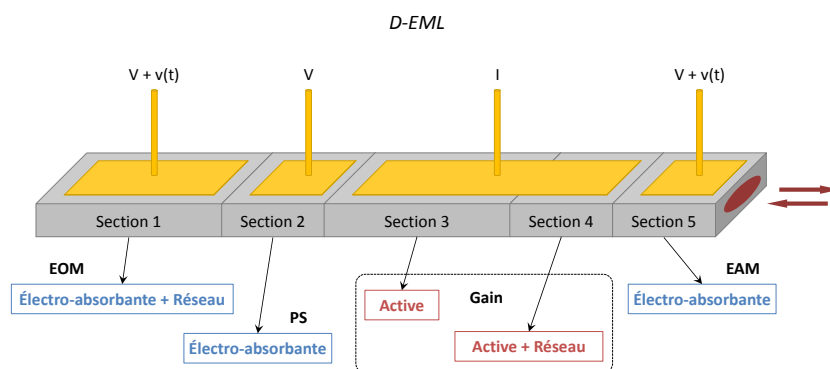 D-EML
V + v(t)
V
I
V + v(t)
Section 1
Section 2
Section 3
Section 4
Section 5
EOM
Électro-absorbante + Réseau
PS
Électro-absorbante
Gain
Active
Active + Réseau
EAM
Électro-absorbante